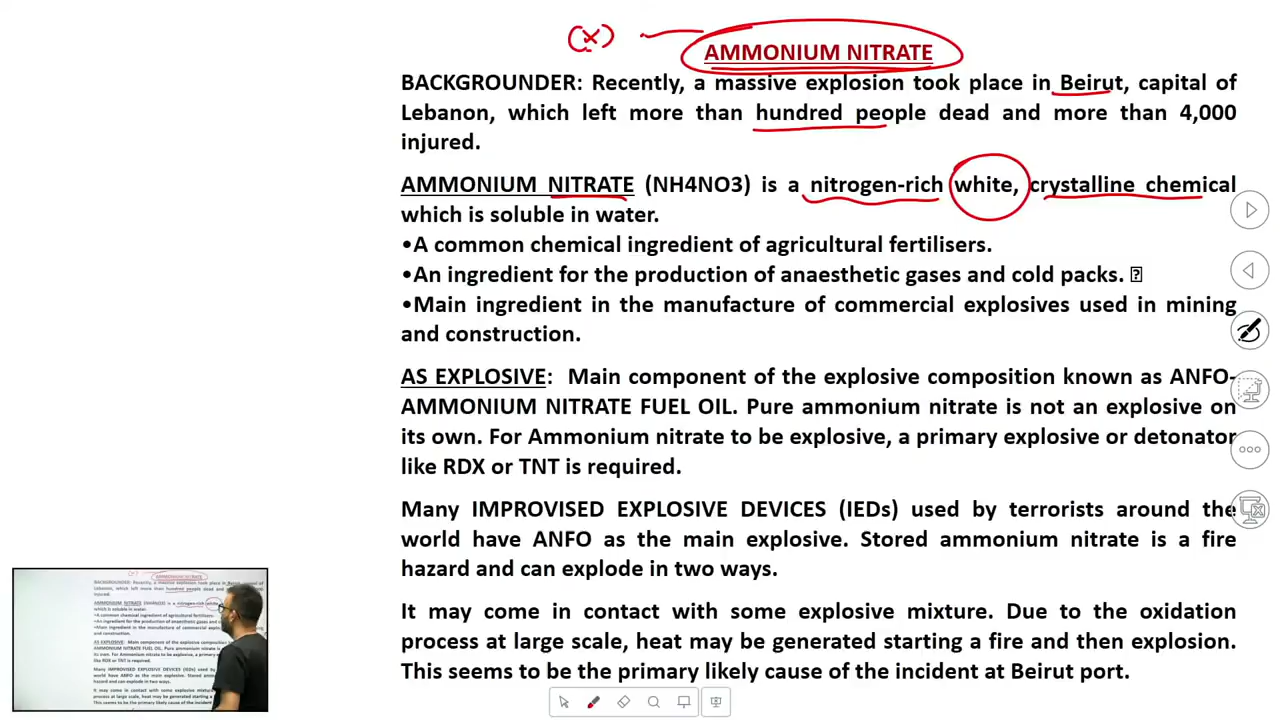 (x)
AMMONIUM NITRATE
BACKGROUNDER: Recently, a massive explosion took place in Beirut, capital of
Lebanon, which left more than hundred people dead and more than 4,000
injured.
AMMONIUM NITRATE (NH4NO3) is a nitrogen-rich white, crystalline chemical
which is soluble in water.
•A common chemical ingredient of agricultural fertilisers.
•An ingredient for the production of anaesthetic gases and cold packs.
•Main ingredient in the manufacture of commercial explosives used in mining
and construction.
AS EXPLOSIVE: Main component of the explosive composition known as ANFO-
AMMONIUM NITRATE FUEL OIL. Pure ammonium nitrate is not an explosive on
its own. For Ammonium nitrate to be explosive, a primary explosive or detonator
like RDX or TNT is required.
Many IMPROVISED EXPLOSIVE DEVICES (IEDs) used by terrorists around the
world have ANFO as the main explosive. Stored ammonium nitrate is a fire
hazard and can explode in two ways.
It may come in contact with some explosive mixture. Due to the oxidation
process at large scale, heat may be generated starting a fire and then explosion.
This seems to be the primary likely cause of the incident at Beirut port.